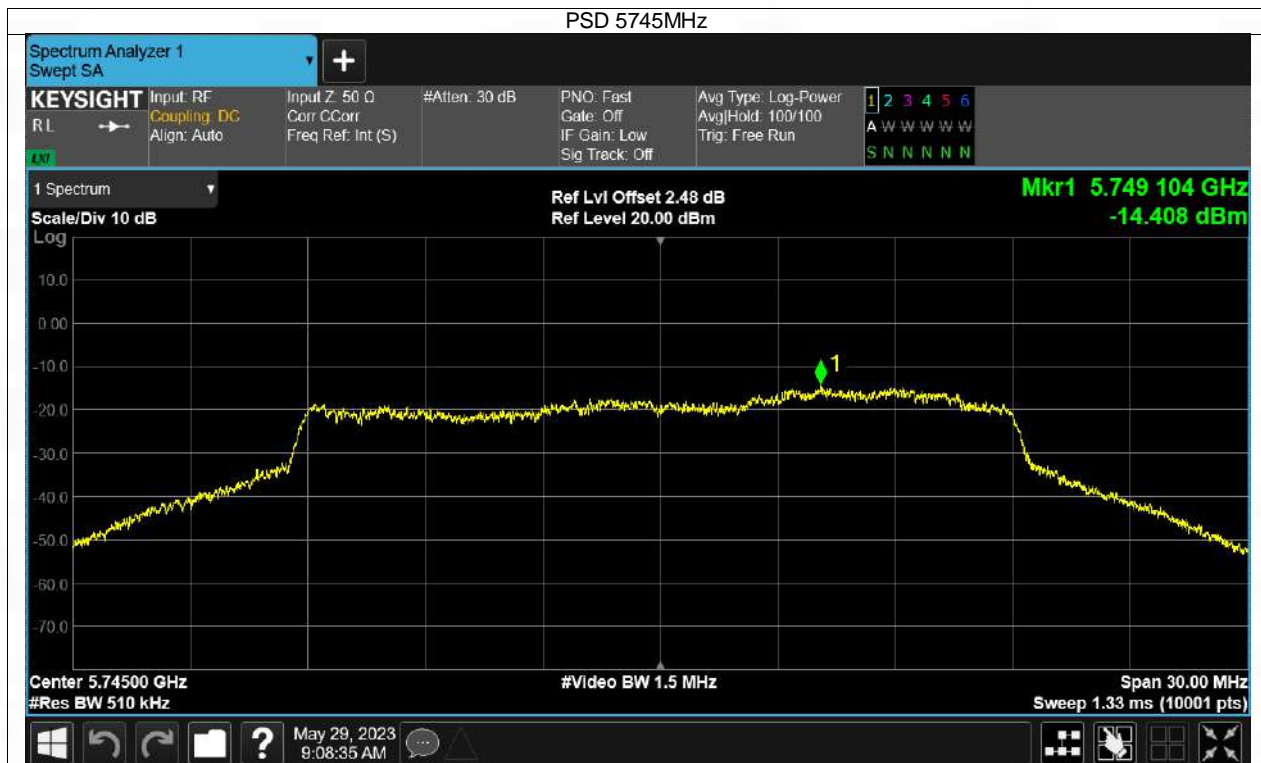 PSD 5745MHz
Spectrum Analyzer 1
Swept SA
+
KEYSIGHT
RL
LXI
Input: RF
Coupling: DC
Align: Auto
Input Z: 50 Ω
Corr CCorr
Freq Ref: Int (S)
#Atten: 30 dB
PNO: Fast
Gate: Off
IF Gain: Low
Sig Track: Off
Avg Type: Log-Power
Avg|Hold: 100/100
Trig: Free Run
1 2 3 4 5 6
A W W W W W
S N N N N N
1 Spectrum
Scale/Div 10 dB
Log
Ref Lvl Offset 2.48 dB
Ref Level 20.00 dBm
Mkr1 5.749 104 GHz
-14.408 dBm
10.0
0.00
-10.0
-20.0
-30.0
-40.0
-50.0
-60.0
-70.0
1
Center 5.74500 GHz
#Res BW 510 kHz
#Video BW 1.5 MHz
Span 30.00 MHz
Sweep 1.33 ms (10001 pts)
?
May 29, 2023
9:08:35 AM